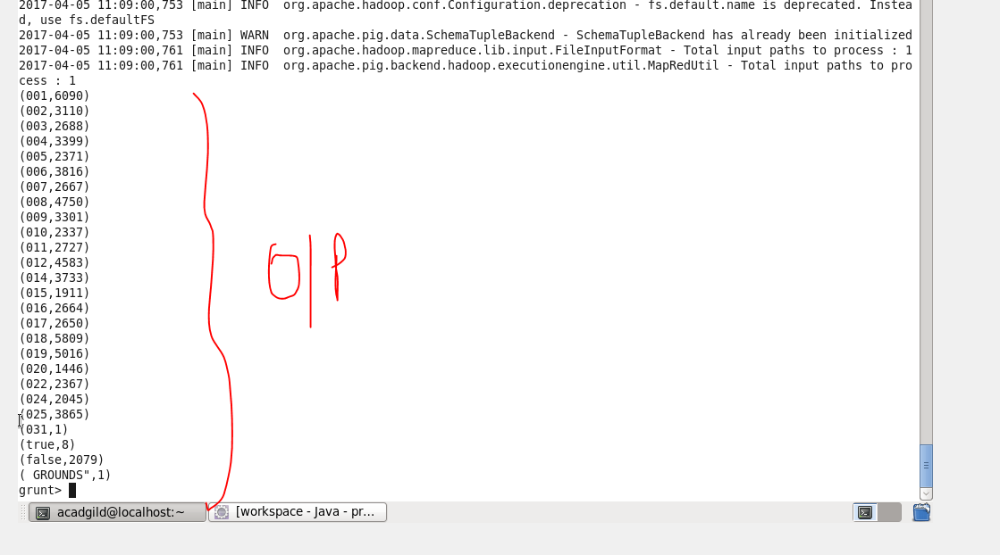 2017-04-05 11:09:00,753 [main] INFO  org.apache.hadoop.conf.Configuration.deprecation - fs.default.name is deprecated. Instea
d, use fs.defaultFS
2017-04-05 11:09:00,753 [main] WARN  org.apache.pig.data.SchemaTupleBackend - SchemaTupleBackend has already been initialized
2017-04-05 11:09:00,761 [main] INFO  org.apache.hadoop.mapreduce.lib.input.FileInputFormat - Total input paths to process : 1
2017-04-05 11:09:00,761 [main] INFO  org.apache.pig.backend.hadoop.executionengine.util.MapRedUtil - Total input paths to pro
cess : 1
(001,6090)
(002,3110)
(003,2688)
(004,3399)
(005,2371)
(006,3816)
(007,2667)
(008,4750)
(009,3301)
(010,2337)
(011,2727)
(012,4583)
(014,3733)
(015,1911)
(016,2664)
(017,2650)
(018,5809)
(019,5016)
(020,1446)
(022,2367)
(024,2045)
(025,3865)
(031,1)
(true,8)
(false,2079)
( GROUNDS",1)
grunt>
O|P
acadgild@localhost:~
[workspace - Java - pr...